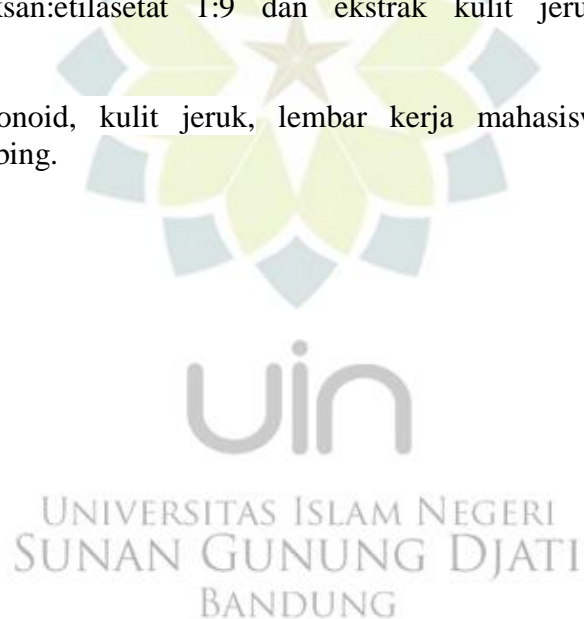 san:etilasetat 1:9 dan ekstrak kulit jeru
onoid, kulit jeruk, lembar kerja mahasisw
bing.
uin
UNIVERSITAS ISLAM NEGERI
SUNAN GUNUNG DJATI
BANDUNG